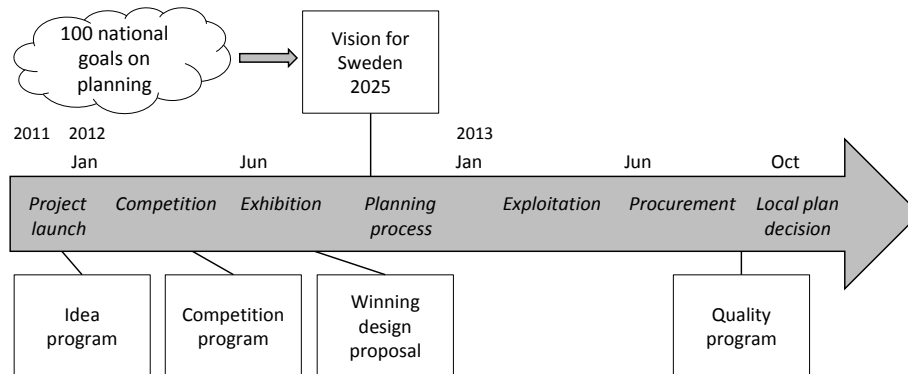 100 national
goals on
planning
Vision for
Sweden
2025
2011 2012 2013
Jan Jun Jan Jun Oct
Project
launch
Competition
Exhibition
Planning
process
Exploitation
Procurement
Local plan
decision
Idea
program
Competition
program
Winning
design
proposal
Quality
program